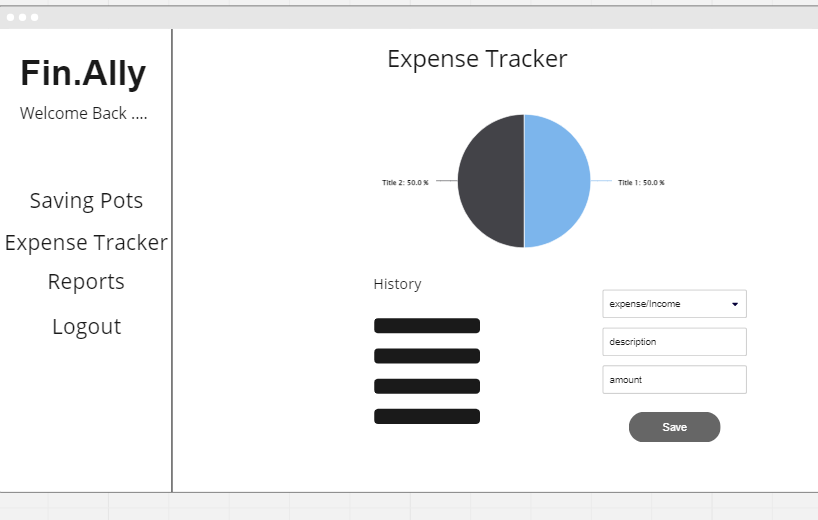 Fin.Ally
Welcome Back ....
Saving Pots
Expense Tracker
Reports
Logout
Expense Tracker
Title 2: 50.0 %
Title 1: 50.0 %
History
expense/Income
description
amount
Save